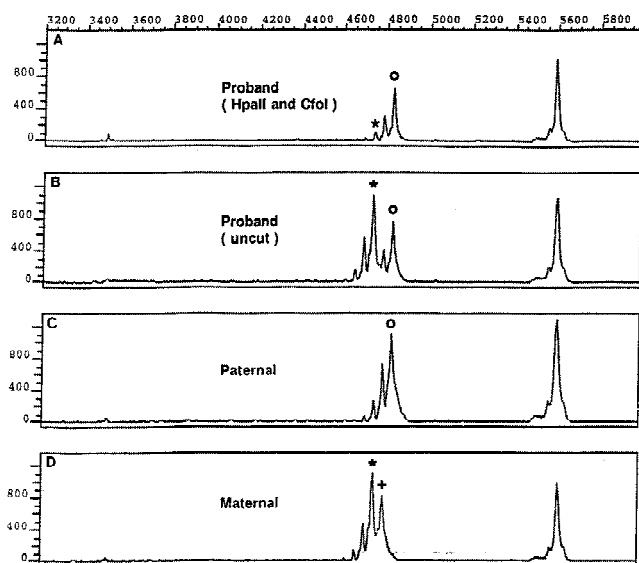 3200 3400 3600 3800 4000 4200 4400 4600 4800 5000 5200 5400 5600 5800
A
800
400
0
Proband
( HpaII and CfoI )
* o
B
800
400
0
Proband
( uncut )
* o
C
800
400
0
Paternal
o
D
800
400
0
Maternal
* +